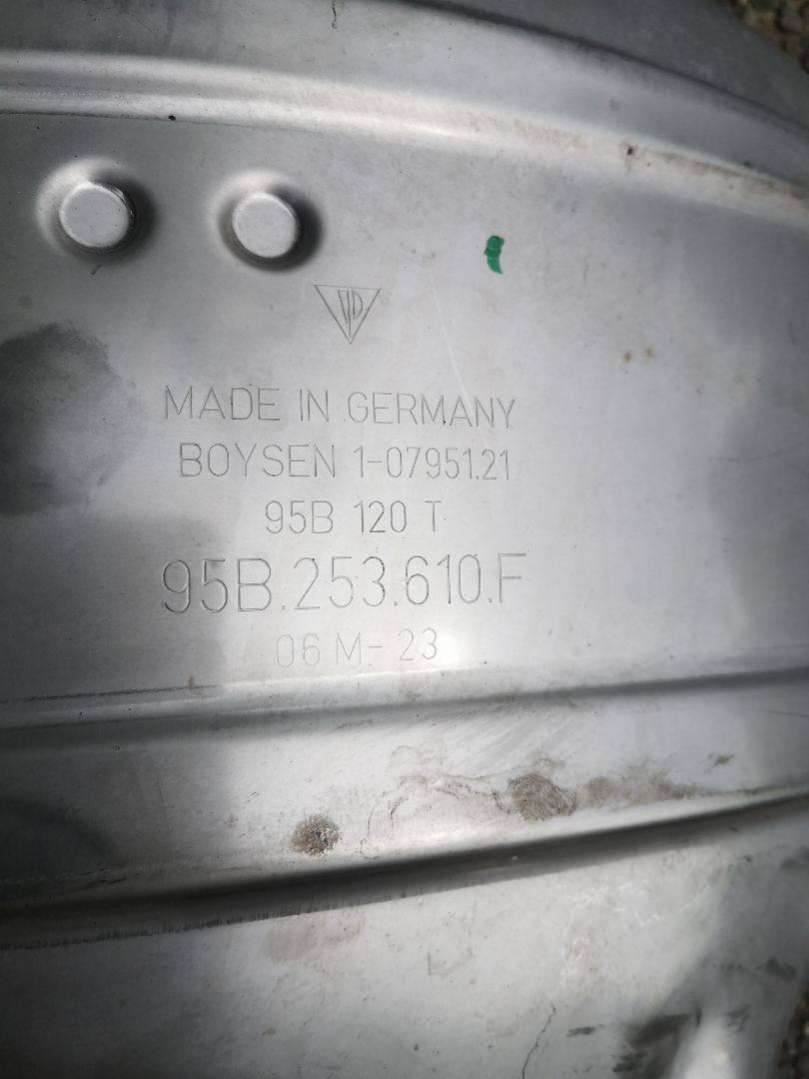 MADE IN GERMANY
BOYSEN 1-07951.21
95B 120 T
95B.253.610.F
06 M- 23